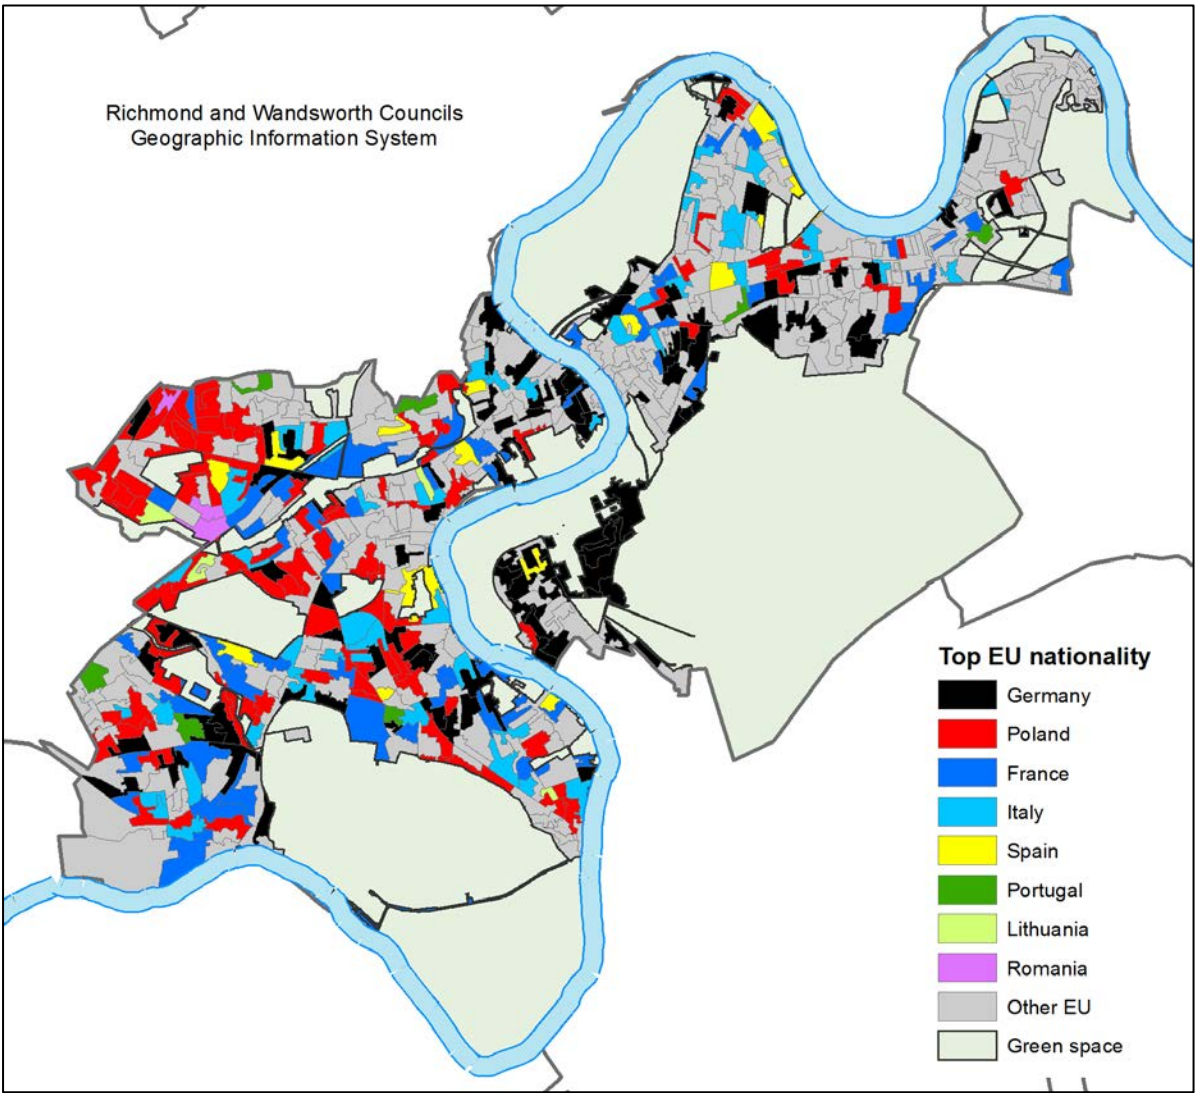 Richmond and Wandsworth Councils
Geographic Information System
Top EU nationality
Germany
Poland
France
Italy
Spain
Portugal
Lithuania
Romania
Other EU
Green space